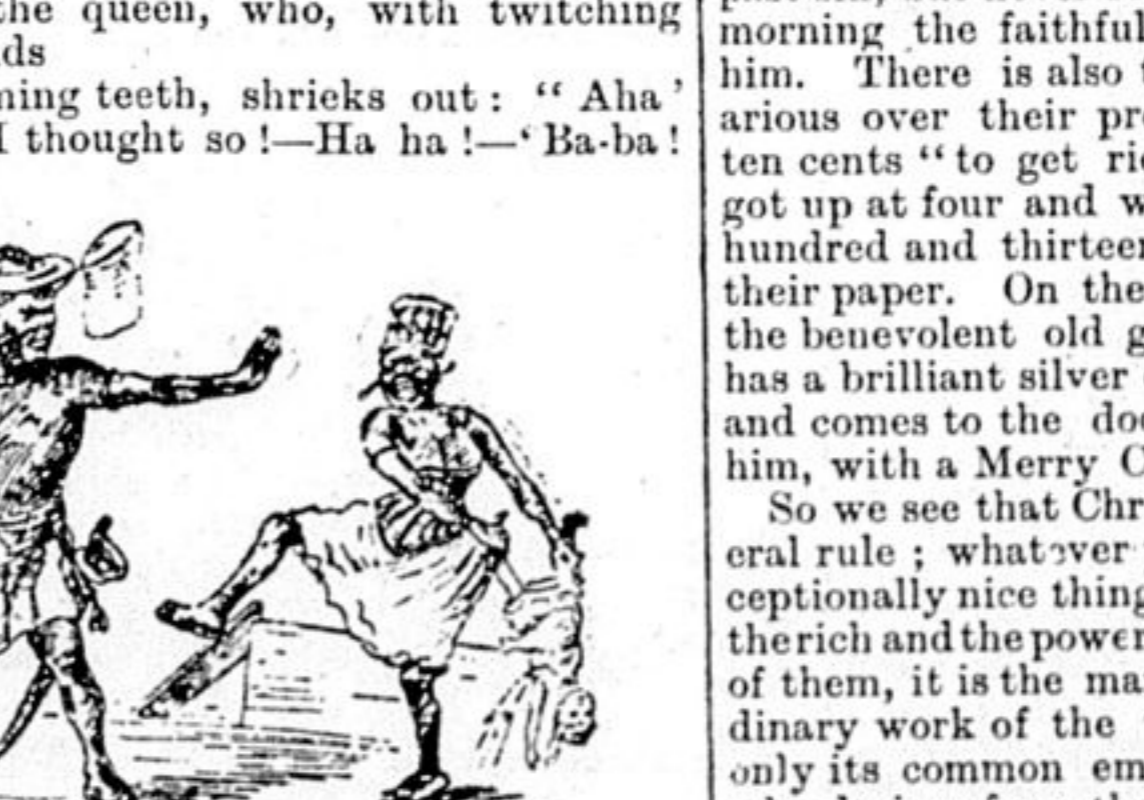 the queen, who, with twitching
ds
ning teeth, shrieks out: “ Aha ’
I thought so !—Ha ha !—‘ Ba-ba !
morning the faithful
him. There is also
arious over their pr
ten cents “ to get ri
got up at four and w
hundred and thirteen
their paper. On the
the benevolent old g
has a brilliant silver
and comes to the do
him, with a Merry C
So we see that Chr
eral rule ; whatever
ceptionally nice thing
the rich and the power
of them, it is the ma
dinary work of the
only its common em